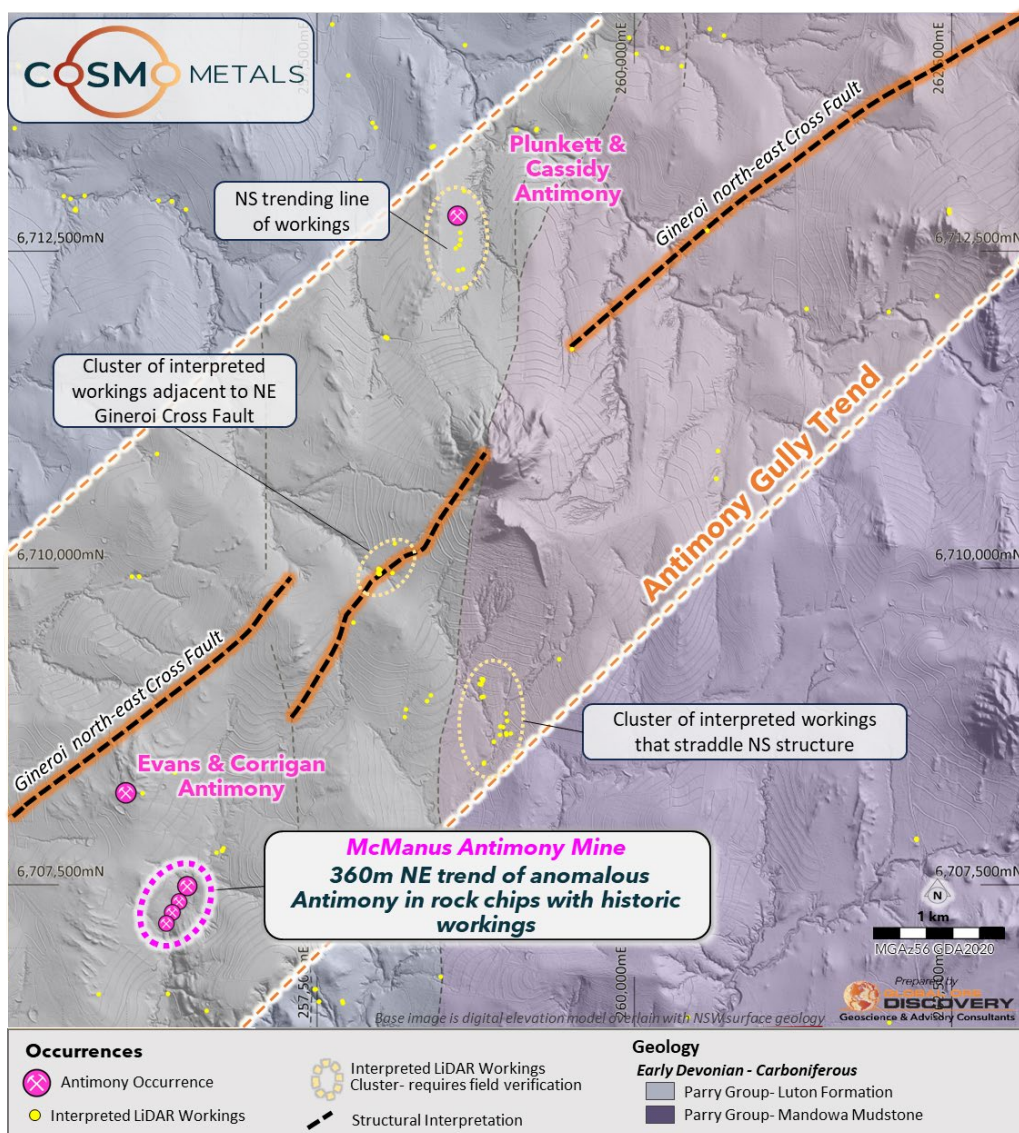 COSMO METALS
257,500mE
260,000mE
262,500mE
Plunkett &
Cassidy
Antimony
Gineroi north-east Cross Fault
NS trending line
of workings
6,712,500mN
6,712,500mN
Cluster of interpreted
workings adjacent to NE
Gineroi Cross Fault
Antimony Gully Trend
6,710,000mN
6,710,000mN
Gineroi north-east Cross Fault
Cluster of interpreted workings
that straddle NS structure
Evans & Corrigan
Antimony
McManus Antimony Mine
360m NE trend of anomalous
Antimony in rock chips with historic
workings
6,707,500mN
6,707,500mN
N
1 km
MGAz56 GDA2020
260,000mE
Prepared by
DISCOVERY
Geoscience & Advisory Consultants
Base image is digital elevation model overlain with NSW surface geology
Occurrences
Antimony Occurrence
Interpreted LiDAR Workings
Interpreted LiDAR Workings
Cluster- requires field verification
Structural Interpretation
Geology
Early Devonian - Carboniferous
Parry Group- Luton Formation
Parry Group- Mandowa Mudstone